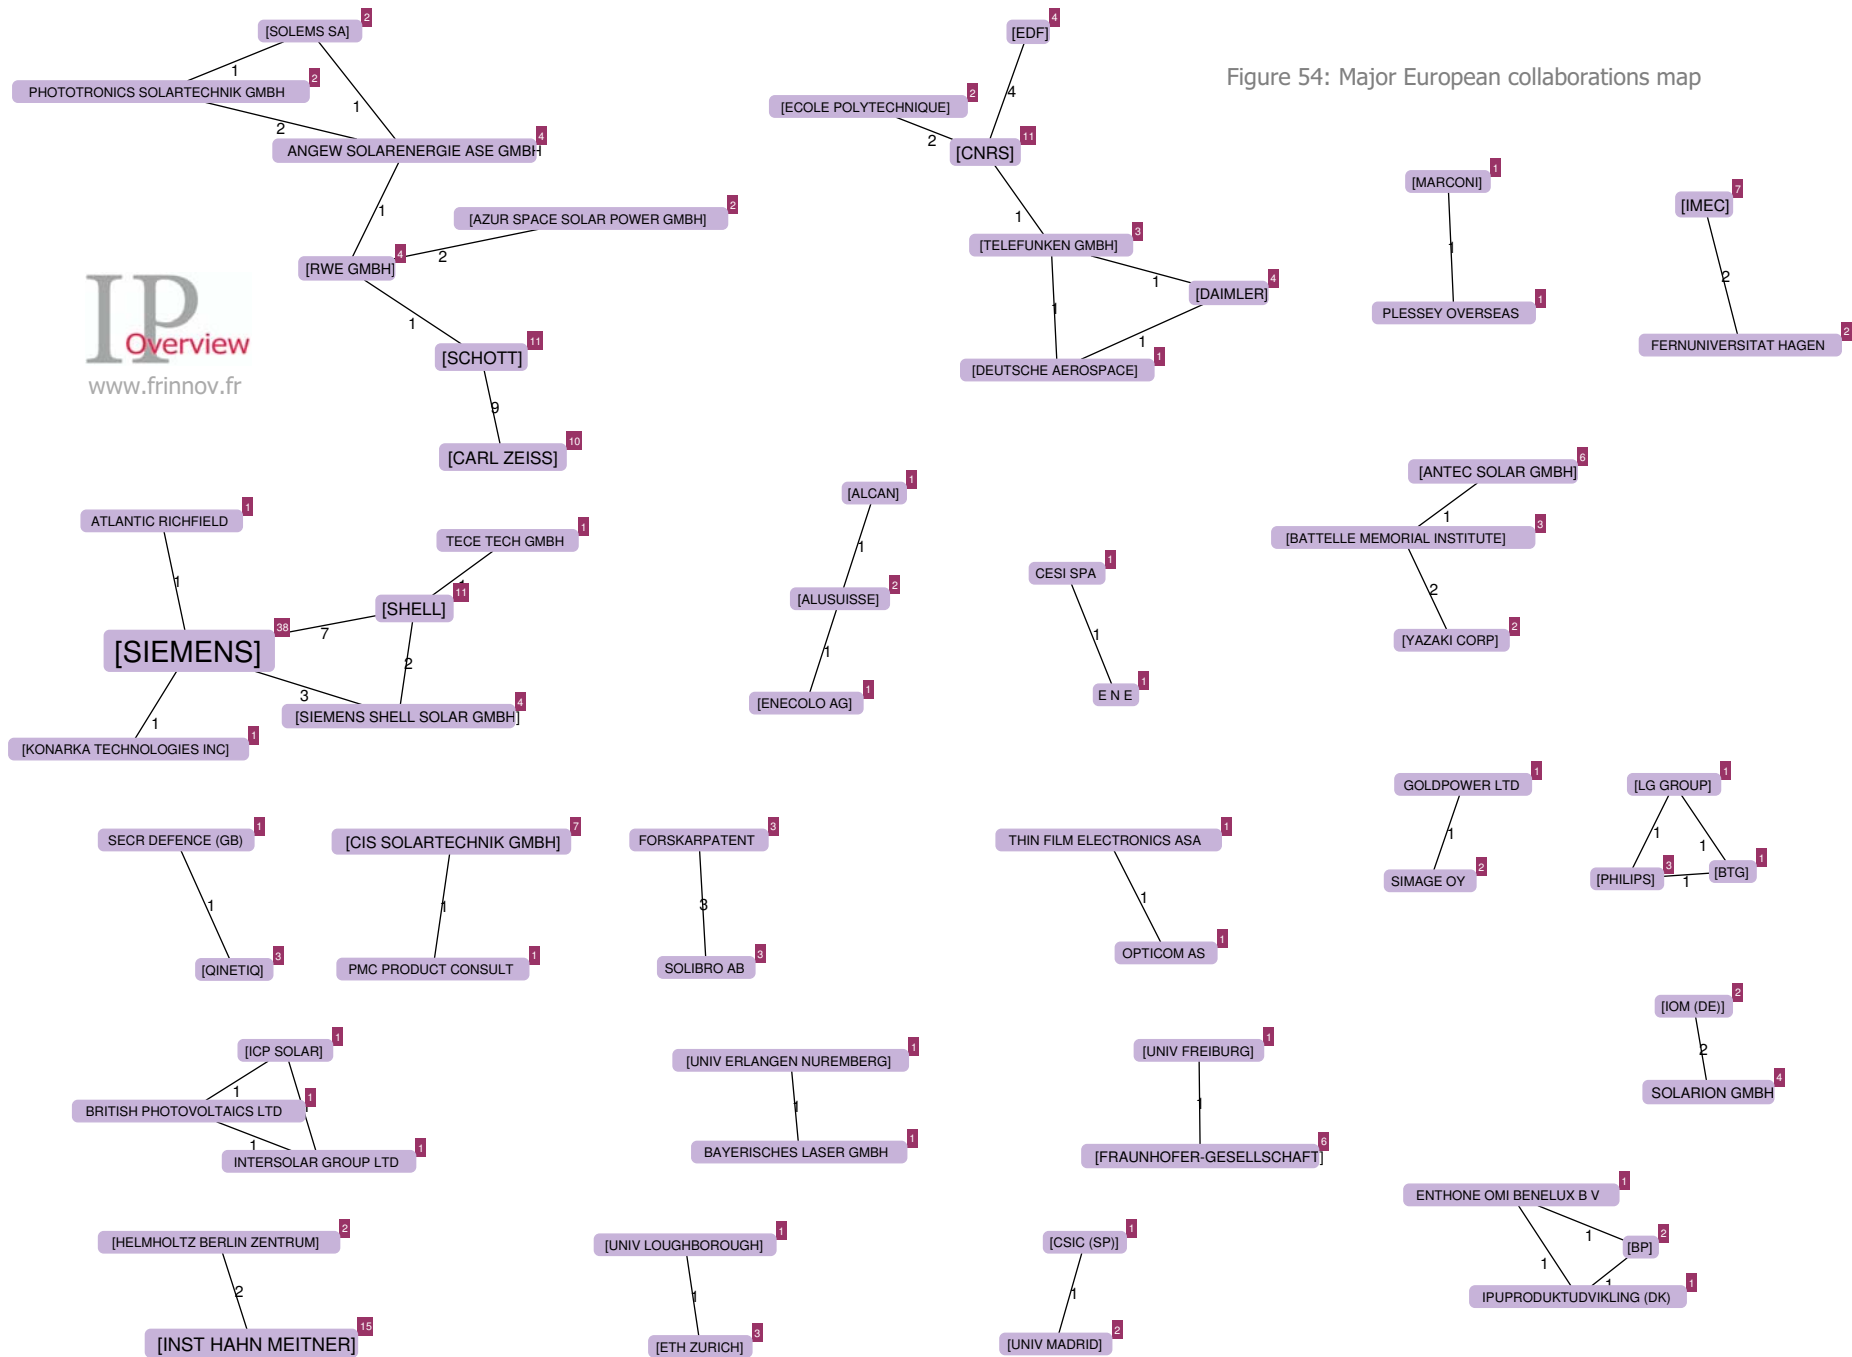 Figure 54: Major European collaborations map
[SOLEMS SA] 2
1
PHOTOTRONICS SOLARTECHNIK GMBH 2
1
2
ANGEW SOLARENERGIE ASE GMBH 4
1
[AZUR SPACE SOLAR POWER GMBH] 2
2
[RWE GMBH] 4
1
[SCHOTT] 11
9
[CARL ZEISS] 10
IP
Overview
www.frinnov.fr
[EDF] 4
4
[ECOLE POLYTECHNIQUE] 2
2
[CNRS] 11
1
[TELEFUNKEN GMBH] 3
1
[DAIMLER] 4
1
1
[DEUTSCHE AEROSPACE] 1
[MARCONI] 1
1
PLESSEY OVERSEAS 1
[IMEC] 7
2
FERNUNIVERSITAT HAGEN 2
ATLANTIC RICHFIELD 1
1
TECE TECH GMBH 1
1
[SHELL] 11
7
[SIEMENS] 38
2
3
[SIEMENS SHELL SOLAR GMBH] 4
1
[KONARKA TECHNOLOGIES INC] 1
[ALCAN] 1
1
[ALUSUISSE] 2
1
[ENECOLO AG] 1
CESI SPA 1
1
E N E 1
[ANTEC SOLAR GMBH] 6
1
[BATTELLE MEMORIAL INSTITUTE] 3
2
[YAZAKI CORP] 2
SECR DEFENCE (GB) 1
1
[QINETIQ] 3
[CIS SOLARTECHNIK GMBH] 7
1
PMC PRODUCT CONSULT 1
FORSKARPATENT 3
3
SOLIBRO AB 3
THIN FILM ELECTRONICS ASA 1
1
OPTICOM AS 1
GOLDPOWER LTD 1
1
SIMAGE OY 2
[LG GROUP] 1
1
1
[PHILIPS] 3
1
[BTG] 1
[ICP SOLAR] 1
1
BRITISH PHOTOVOLTAICS LTD 1
1
INTERSOLAR GROUP LTD 1
[UNIV ERLANGEN NUREMBERG] 1
1
BAYERISCHES LASER GMBH 1
[UNIV FREIBURG] 1
1
[FRAUNHOFER-GESELLSCHAFT] 6
[IOM (DE)] 2
2
SOLARION GMBH 4
[HELMHOLTZ BERLIN ZENTRUM] 2
2
[INST HAHN MEITNER] 15
[UNIV LOUGHBOROUGH] 1
1
[ETH ZURICH] 3
[CSIC (SP)] 1
1
[UNIV MADRID] 2
ENTHONE OMI BENELUX B V 1
1
[BP] 2
1
1
IPUPRODUKTUDVIKLING (DK) 1